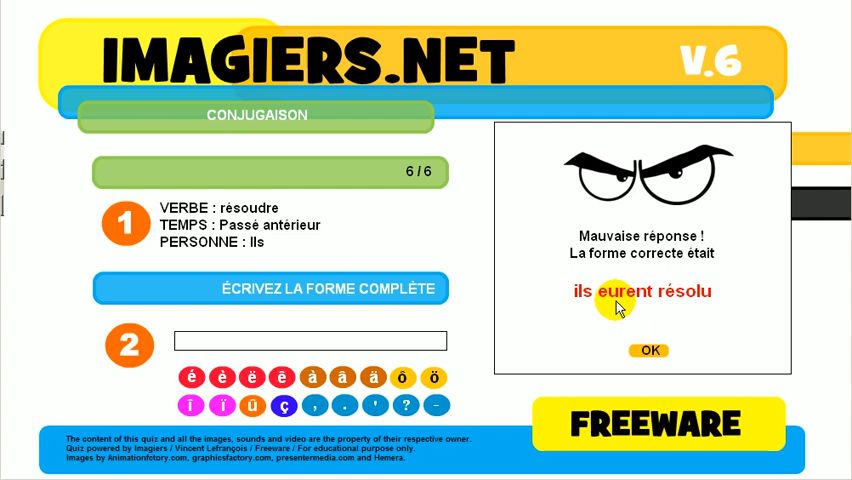 IMAGIERS.NET
V.6
CONJUGAISON
6 / 6
1
VERBE : résoudre
TEMPS : Passé antérieur
PERSONNE : Ils
ÉCRIVEZ LA FORME COMPLÈTE
2
é è ë ê à â ä ô ö
î ï û ç , . ' ? -
Mauvaise réponse !
La forme correcte était
ils eurent résolu
OK
FREEWARE
The content of this quiz and all the images, sounds and video are the property of their respective owner.
Quiz powered by Imagiers / Vincent Lefrançois / Freeware / For educational purpose only.
Images by Animationfctory.com, graphicsfactory.com, presentermedia.com and Hemera.